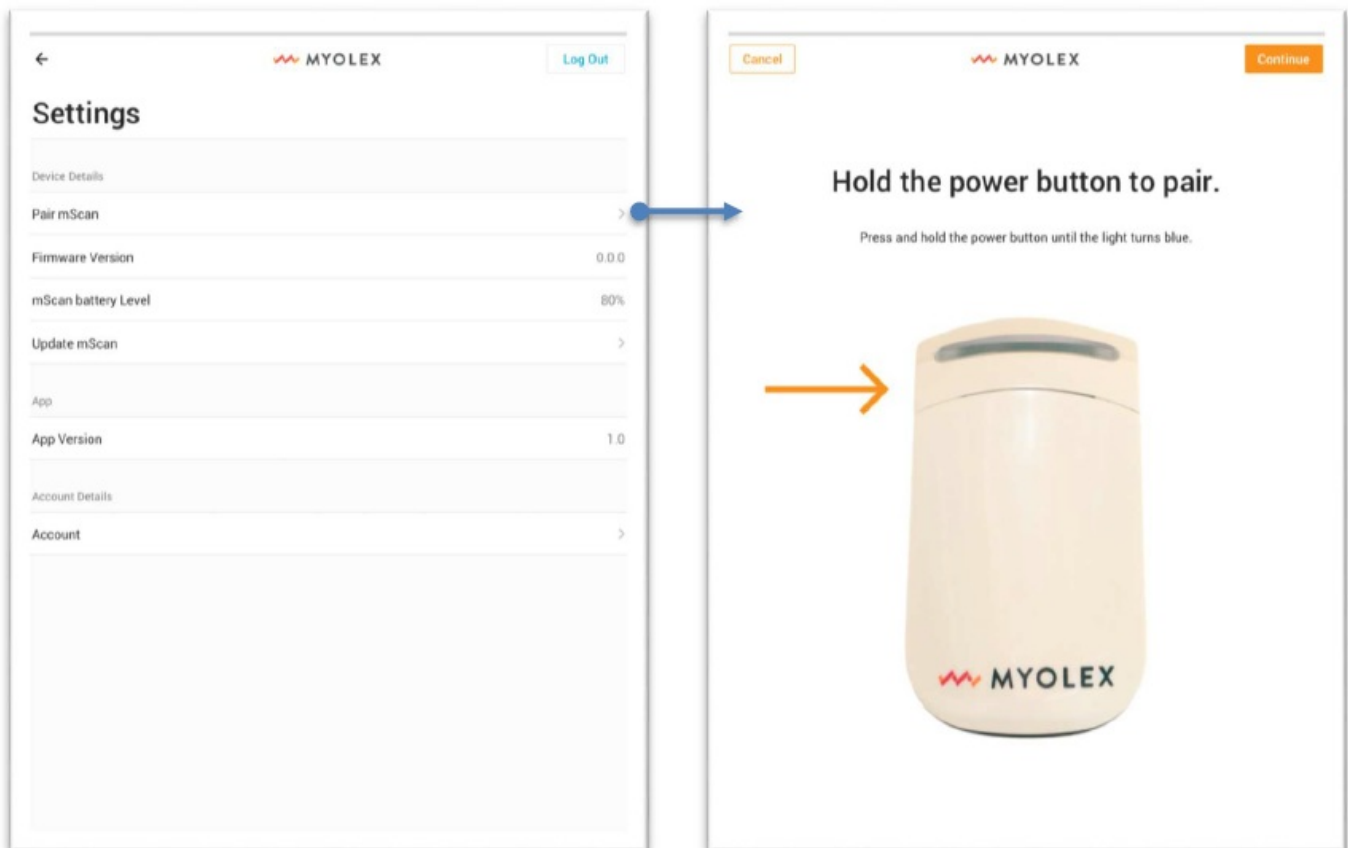 MYOLEX
Log Out
Settings
Device Details
Pair mScan
Firmware Version 0.0.0
mScan battery Level 80%
Update mScan
App
App Version 1.0
Account Details
Account
Cancel
MYOLEX
Continue
Hold the power button to pair.
Press and hold the power button until the light turns blue.
MYOLEX